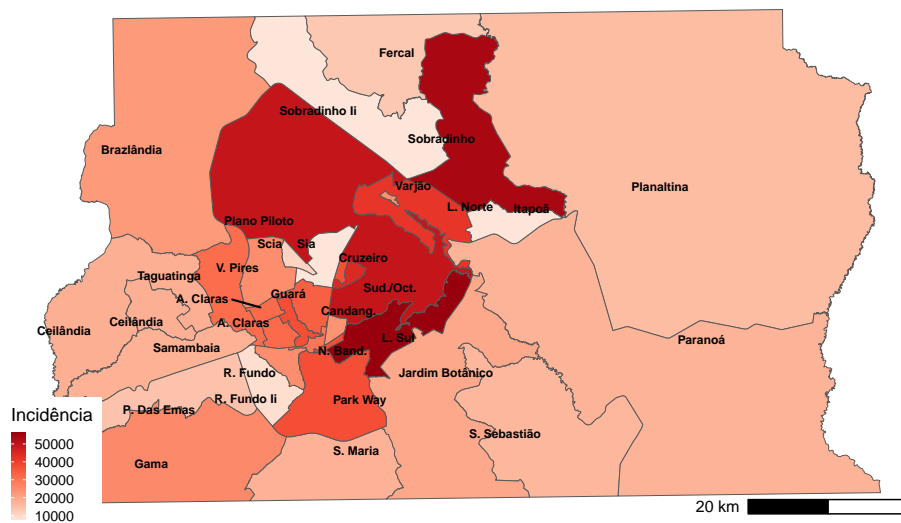 Fercal
Sobradinho Ii
Sobradinho
Brazlândia
Varjão
Planaltina
L. Norte
Itapoã
Plano Piloto
Scia
Sia
Cruzeiro
V. Pires
Taguatinga
Guará
Sud./Oct.
A. Claras
Candang.
Ceilândia
Ceilândia
A. Claras
L. Sul
Paranoá
Samambaia
N. Band.
R. Fundo
Jardim Botânico
R. Fundo Ii
Park Way
P. Das Emas
S. Sebastião
S. Maria
Gama
Incidência
50000
40000
30000
20000
10000
20 km